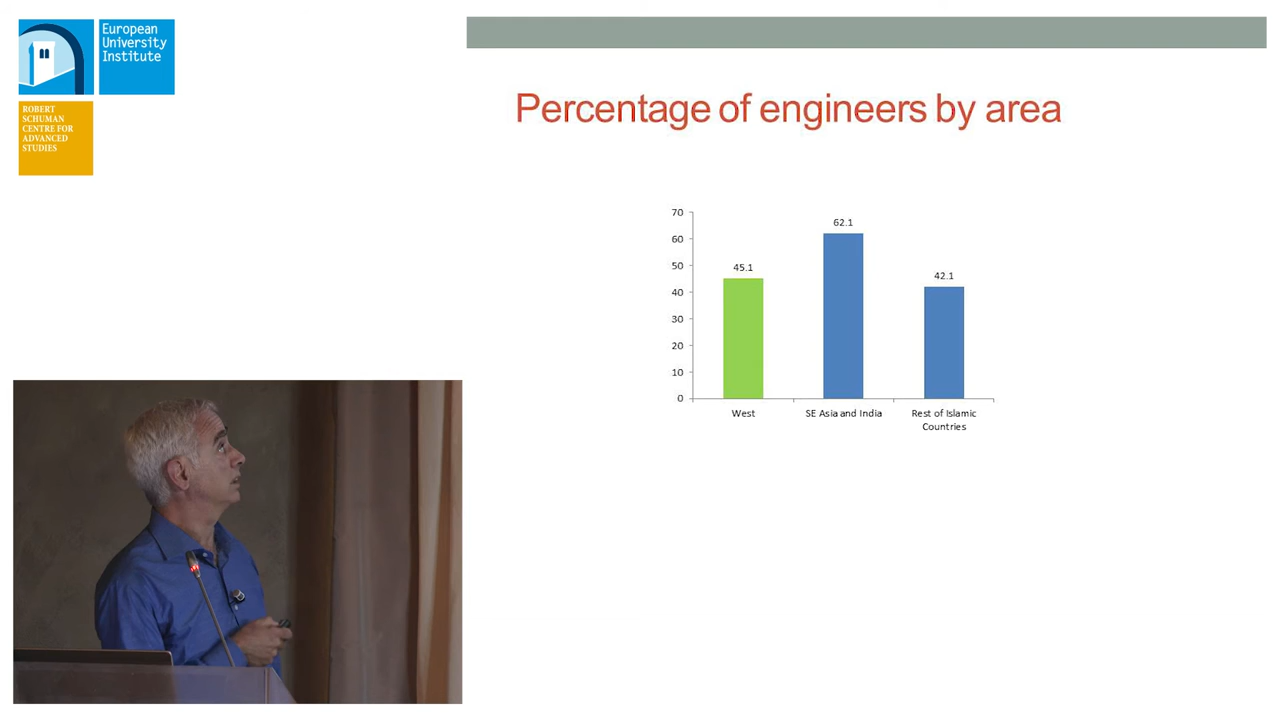 European
University
Institute
ROBERT
SCHUMAN
CENTRE FOR
ADVANCED
STUDIES
Percentage of engineers by area
70
60
50
40
30
20
10
0
45.1
62.1
42.1
West
SE Asia and India
Rest of Islamic
Countries